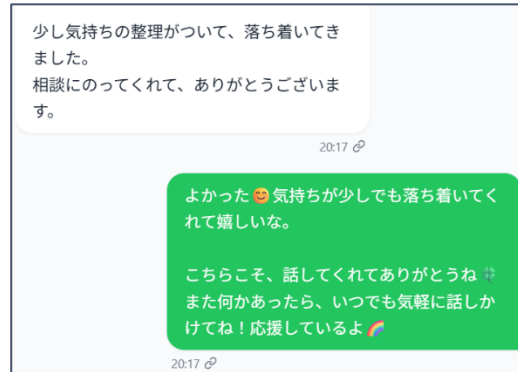 少し気持ちの整理がついて、落ち着いてき
ました。
相談にのってくれて、ありがとうございま
す。
20:17
よかった😊気持ちが少しでも落ち着いてく
れて嬉しいな。
こちらこそ、話してくれてありがとうね🍀
また何かあったら、いつでも気軽に話しか
けてね！応援しているよ🌈
20:17